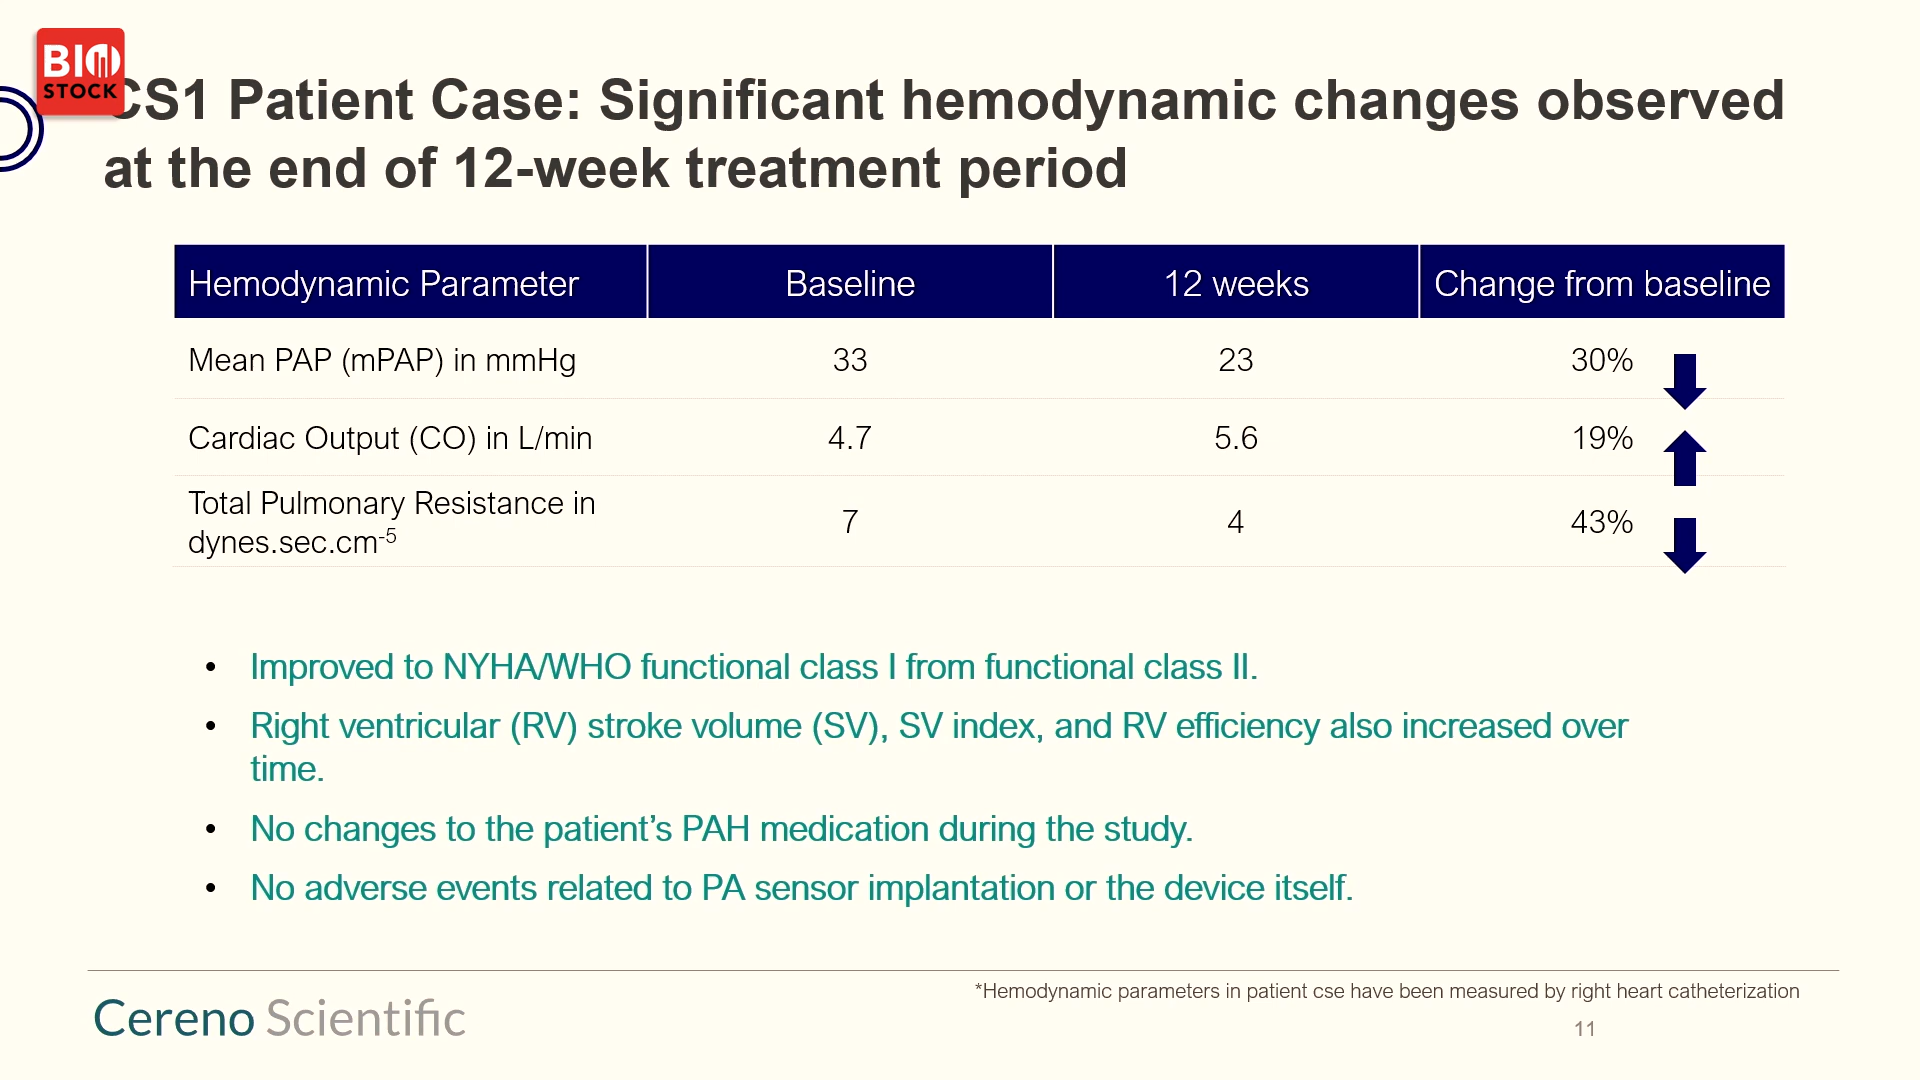 BIO
STOCK
CS1 Patient Case: Significant hemodynamic changes observed
at the end of 12-week treatment period
Hemodynamic Parameter Baseline 12 weeks Change from baseline
Mean PAP (mPAP) in mmHg 33 23 30%
Cardiac Output (CO) in L/min 4.7 5.6 19%
Total Pulmonary Resistance in
dynes.sec.cm-5 7 4 43%
• Improved to NYHA/WHO functional class I from functional class II.
• Right ventricular (RV) stroke volume (SV), SV index, and RV efficiency also increased over
time.
• No changes to the patient’s PAH medication during the study.
• No adverse events related to PA sensor implantation or the device itself.
*Hemodynamic parameters in patient cse have been measured by right heart catheterization
Cereno Scientific
11